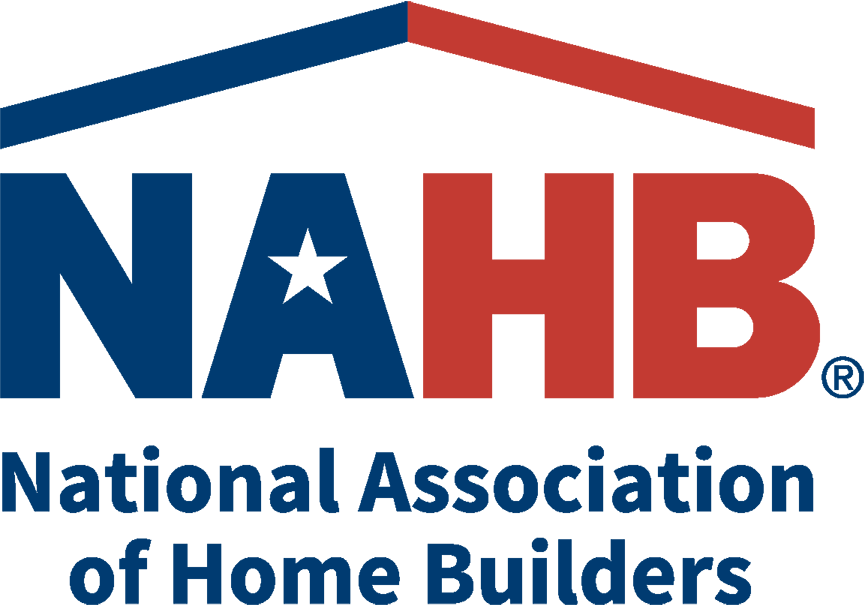 NAHB®
National Association
of Home Builders